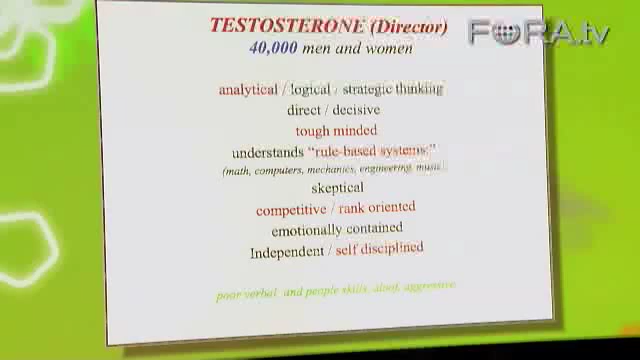 TESTOSTERONE (Director)
FORA.tv
40,000 men and women
analytical / logical / strategic thinking
direct / decisive
tough minded
understands "rule-based systems:"
(math, computers, mechanics, engineering, music)
skeptical
competitive / rank oriented
emotionally contained
Independent / self disciplined
poor verbal and people skills, aloof, aggressive